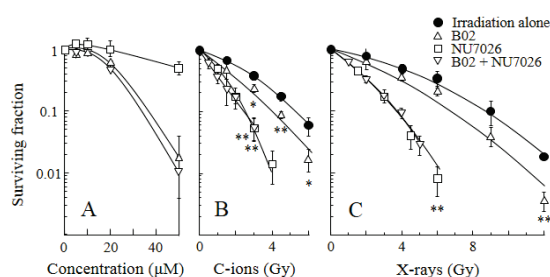 Irradiation alone
B02
NU7026
B02 + NU7026
Surviving fraction
1
0.1
0.01
A
B
C
*
**
**
**
*
**
**
0 20 40
0 2 4 6
0 4 8 12
Concentration (µM)
C-ions (Gy)
X-rays (Gy)